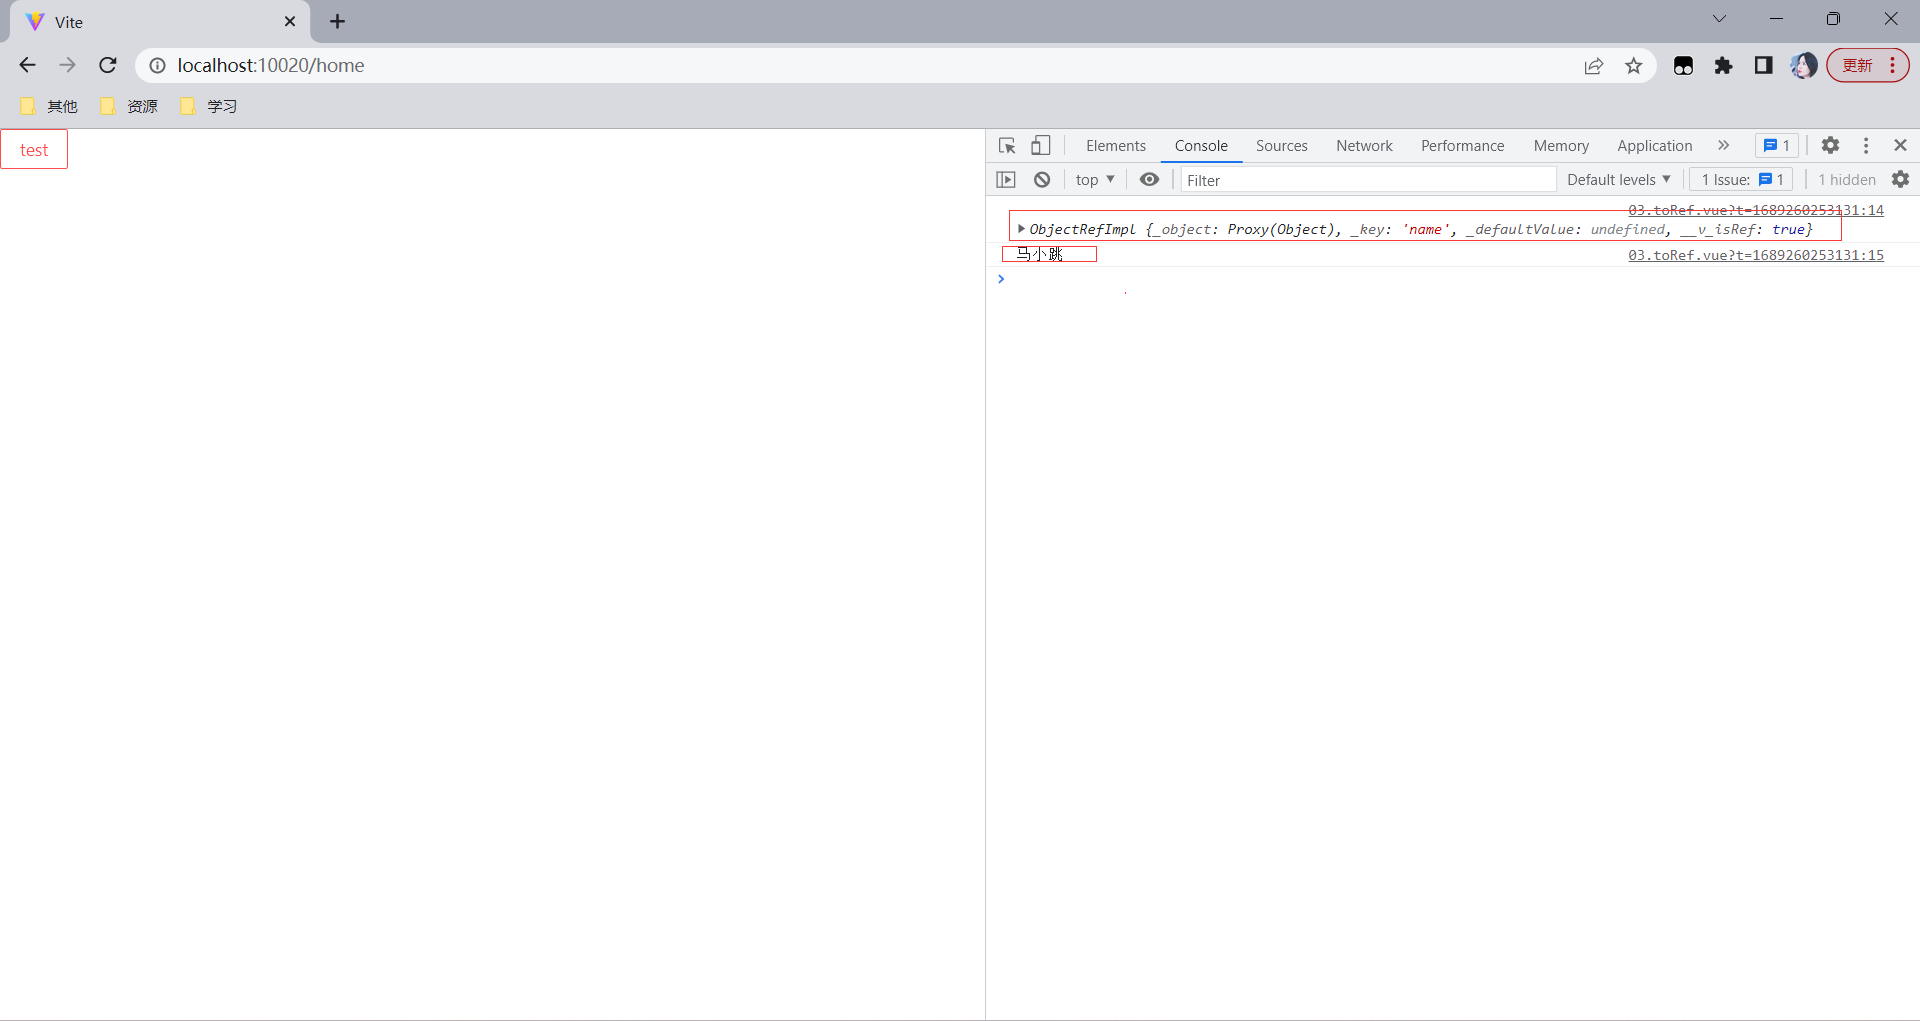 Vite
localhost:10020/home
更新
其他 资源 学习
test
Elements Console Sources Network Performance Memory Application 1
top Filter Default levels 1 Issue: 1 1 hidden
03.toRef.vue?t=1689260253131:14
ObjectRefImpl {_object: Proxy(Object), _key: 'name', _defaultValue: undefined, __v_isRef: true}
马小跳 03.toRef.vue?t=1689260253131:15